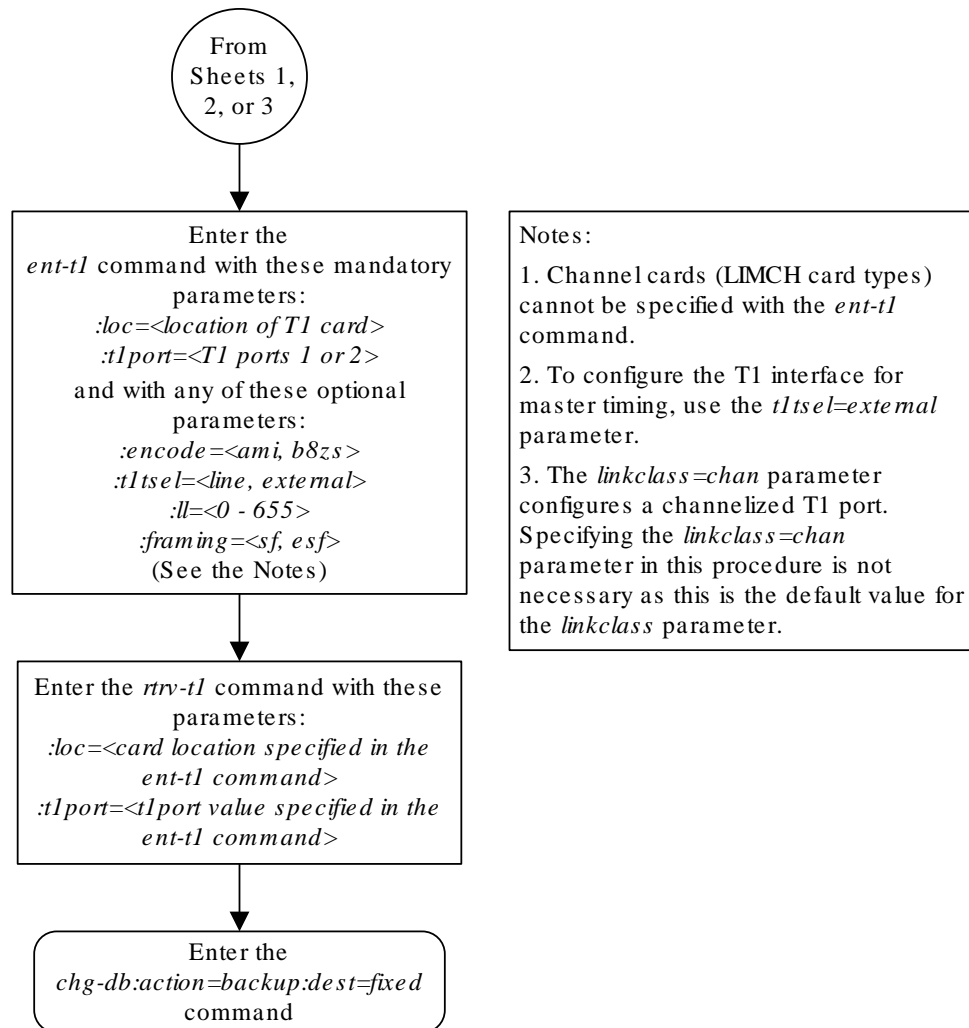 From
Sheets 1,
2, or 3
Enter the
ent-t1 command with these mandatory
parameters:
:loc=<location of T1 card>
:t1port=<T1 ports 1 or 2>
and with any of these optional
parameters:
:encode=<ami, b8zs>
:t1tsel=<line, external>
:ll=<0 - 655>
:framing=<sf, esf>
(See the Notes)
Notes:
1. Channel cards (LIMCH card types)
cannot be specified with the ent-t1
command.
2. To configure the T1 interface for
master timing, use the t1tsel=external
parameter.
3. The linkclass=chan parameter
configures a channelized T1 port.
Specifying the linkclass=chan
parameter in this procedure is not
necessary as this is the default value for
the linkclass parameter.
Enter the rtrv-t1 command with these
parameters:
:loc=<card location specified in the
ent-t1 command>
:t1port=<t1port value specified in the
ent-t1 command>
Enter the
chg-db:action=backup:dest=fixed
command